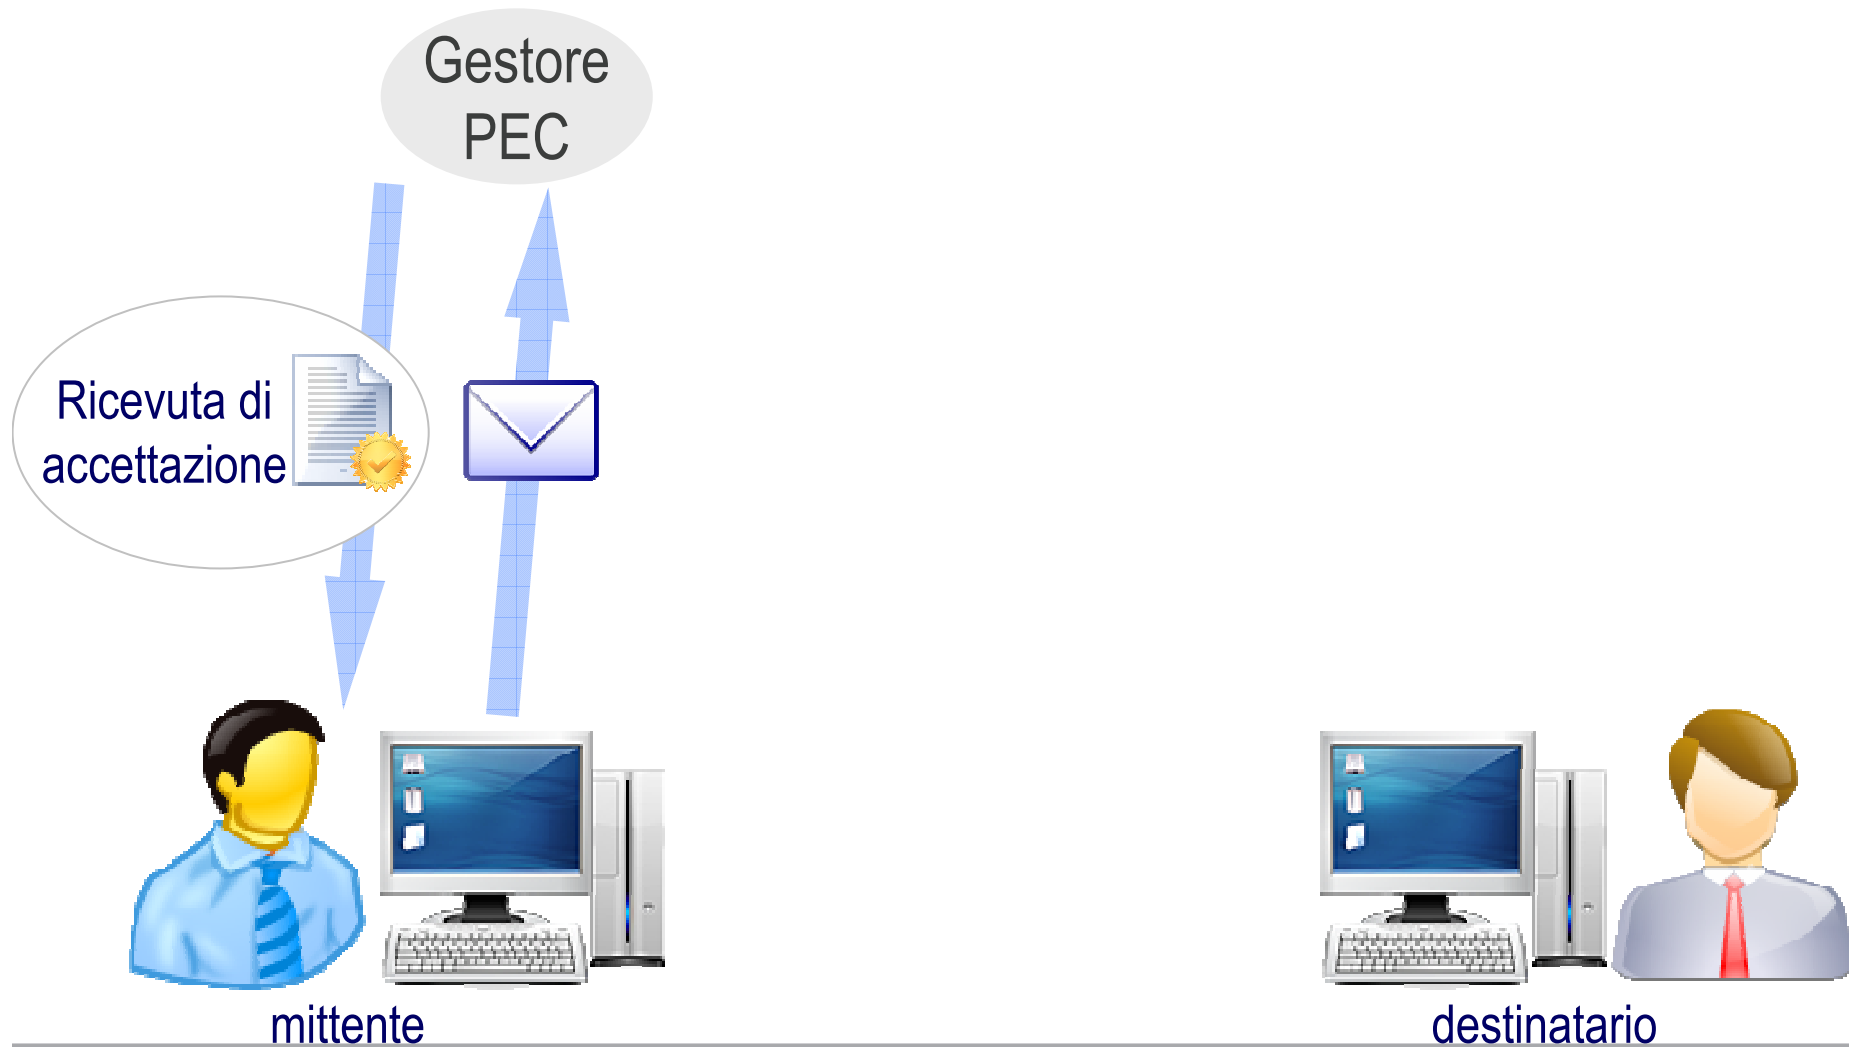 Gestore
PEC
Ricevuta di
accettazione
mittente
destinatario